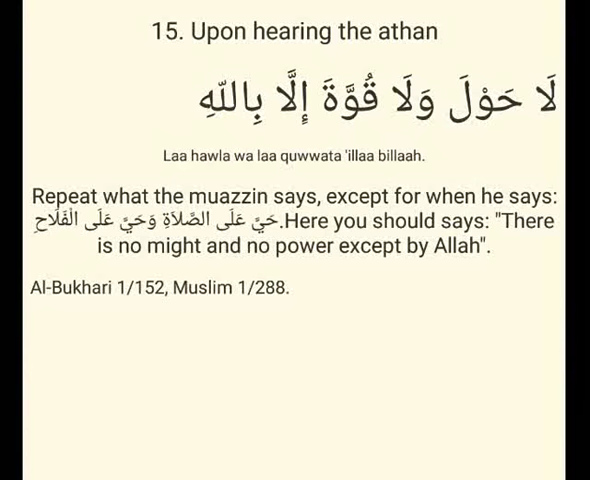 15. Upon hearing the athan
لَا حَوْلَ وَلَا قُوَّةَ إِلَّا بِاللَّهِ
Laa hawla wa laa quwwata 'illaa billaah.
Repeat what the muazzin says, except for when he says:
حَيَّ عَلَى الصَّلاَةِ وَحَيَّ عَلَى الْفَلَاحِ.Here you should says: "There
is no might and no power except by Allah".
Al-Bukhari 1/152, Muslim 1/288.